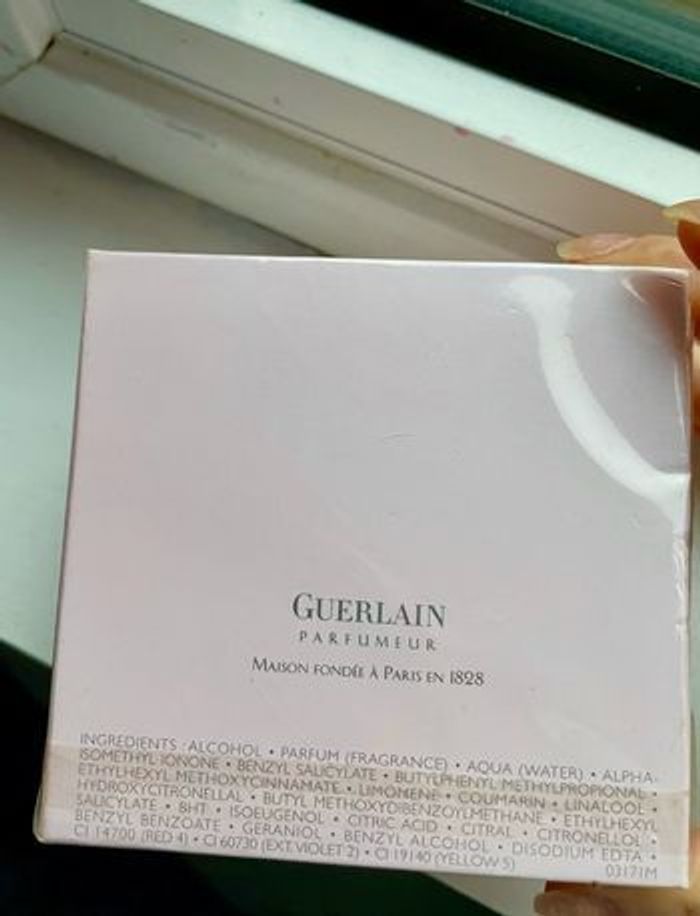 GUERLAIN
PARFUMEUR
MAISON FONDÉE À PARIS EN 1828
INGREDIENTS : ALCOHOL • PARFUM (FRAGRANCE) • AQUA (WATER) • ALPHA-
ISOMETHYL IONONE • BENZYL SALICYLATE • BUTYLPHENYL METHYLPROPIONAL •
ETHYLHEXYL METHOXYCINNAMATE • LIMONENE • COUMARIN • LINALOOL •
HYDROXYCITRONELLAL • BUTYL METHOXYDIBENZOYLMETHANE • ETHYLHEXYL
SALICYLATE • BHT • ISOEUGENOL • CITRIC ACID • CITRAL • CITRONELLOL •
BENZYL BENZOATE • GERANIOL • BENZYL ALCOHOL • DISODIUM EDTA •
CI 14700 (RED 4) • CI 60730 (EXT. VIOLET 2) • CI 19140 (YELLOW 5)
03171M